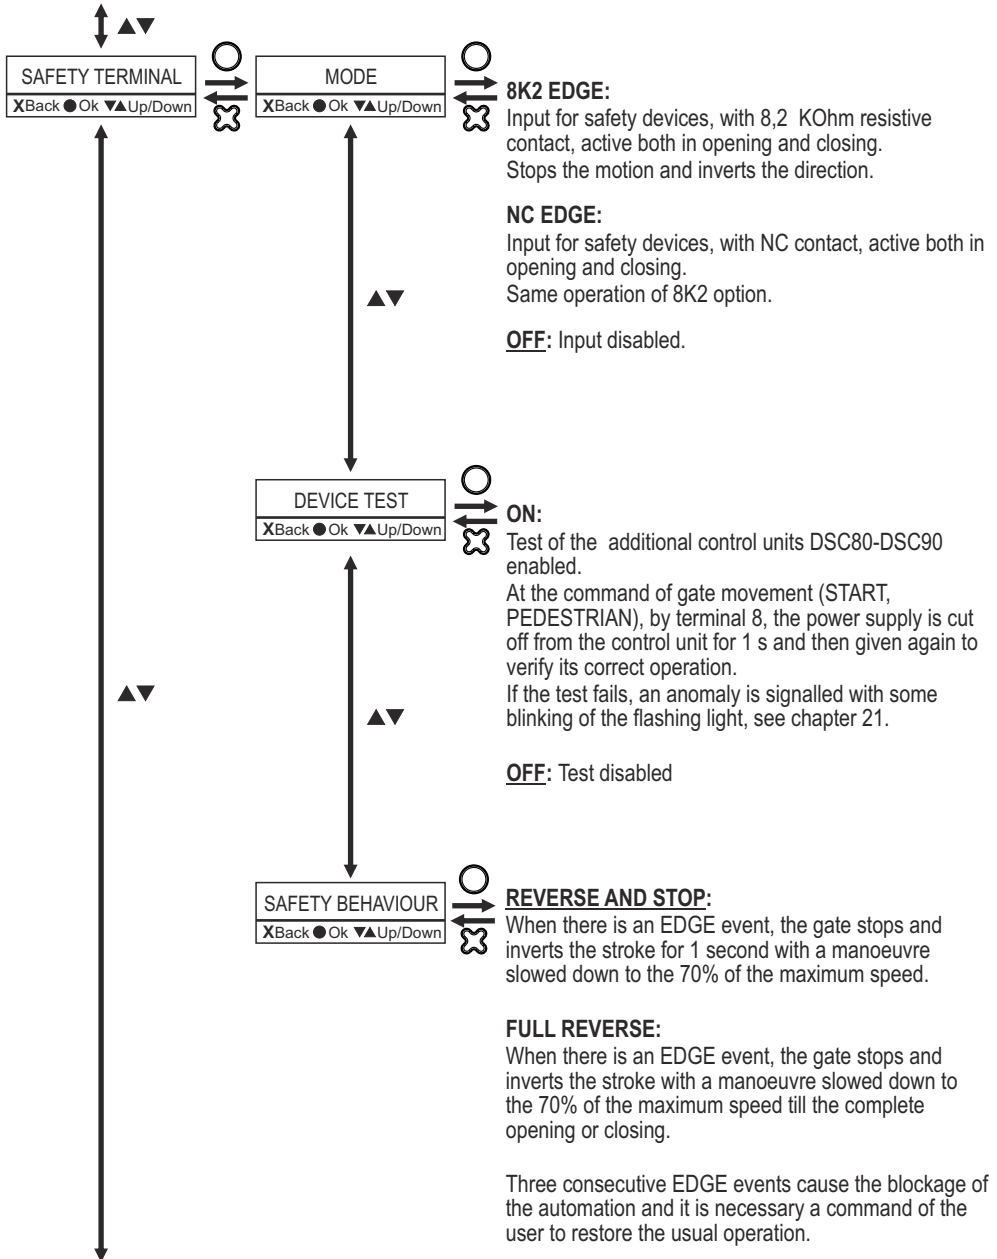 ▲▼
SAFETY TERMINAL
XBack ●Ok ▼▲Up/Down
MODE
XBack ●Ok ▼▲Up/Down
8K2 EDGE:
Input for safety devices, with 8,2 KOhm resistive
contact, active both in opening and closing.
Stops the motion and inverts the direction.
NC EDGE:
Input for safety devices, with NC contact, active both in
opening and closing.
Same operation of 8K2 option.
▲▼
OFF: Input disabled.
DEVICE TEST
XBack ●Ok ▼▲Up/Down
ON:
Test of the additional control units DSC80-DSC90
enabled.
At the command of gate movement (START,
PEDESTRIAN), by terminal 8, the power supply is cut
off from the control unit for 1 s and then given again to
verify its correct operation.
If the test fails, an anomaly is signalled with some
blinking of the flashing light, see chapter 21.
▲▼
▲▼
OFF: Test disabled
SAFETY BEHAVIOUR
XBack ●Ok ▼▲Up/Down
REVERSE AND STOP:
When there is an EDGE event, the gate stops and
inverts the stroke for 1 second with a manoeuvre
slowed down to the 70% of the maximum speed.
FULL REVERSE:
When there is an EDGE event, the gate stops and
inverts the stroke with a manoeuvre slowed down to
the 70% of the maximum speed till the complete
opening or closing.
Three consecutive EDGE events cause the blockage of
the automation and it is necessary a command of the
user to restore the usual operation.